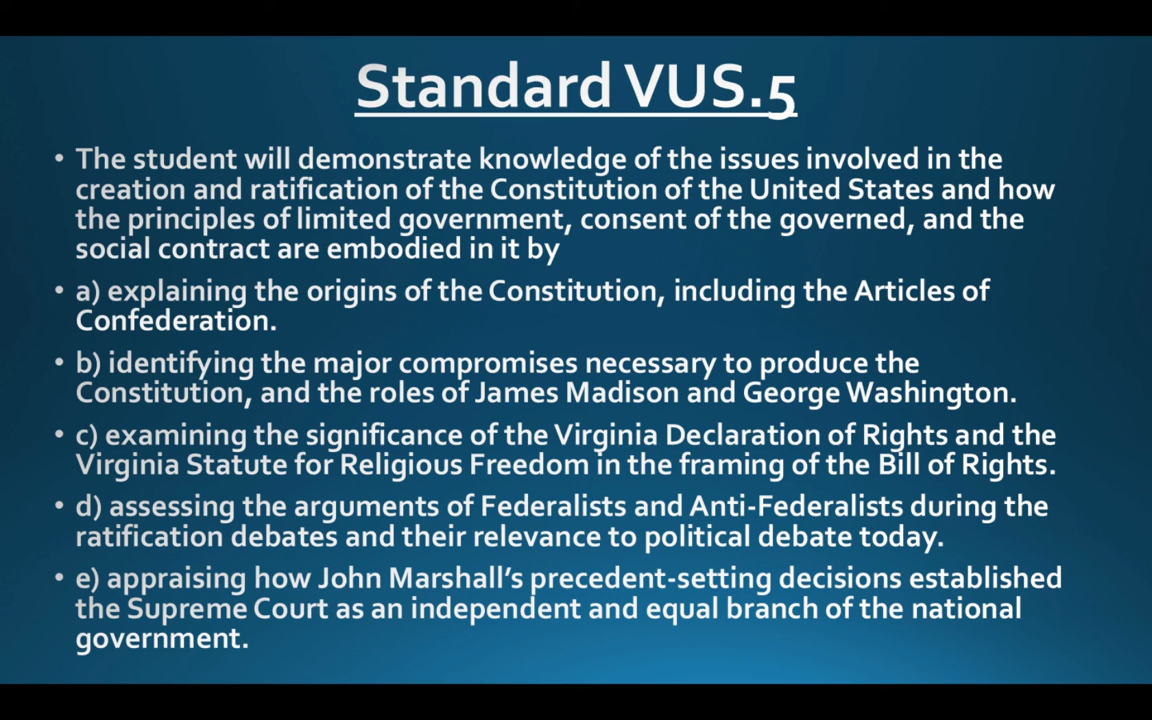 Standard VUS.5
• The student will demonstrate knowledge of the issues involved in the
creation and ratification of the Constitution of the United States and how
the principles of limited government, consent of the governed, and the
social contract are embodied in it by
• a) explaining the origins of the Constitution, including the Articles of
Confederation.
• b) identifying the major compromises necessary to produce the
Constitution, and the roles of James Madison and George Washington.
• c) examining the significance of the Virginia Declaration of Rights and the
Virginia Statute for Religious Freedom in the framing of the Bill of Rights.
• d) assessing the arguments of Federalists and Anti-Federalists during the
ratification debates and their relevance to political debate today.
• e) appraising how John Marshall’s precedent-setting decisions established
the Supreme Court as an independent and equal branch of the national
government.